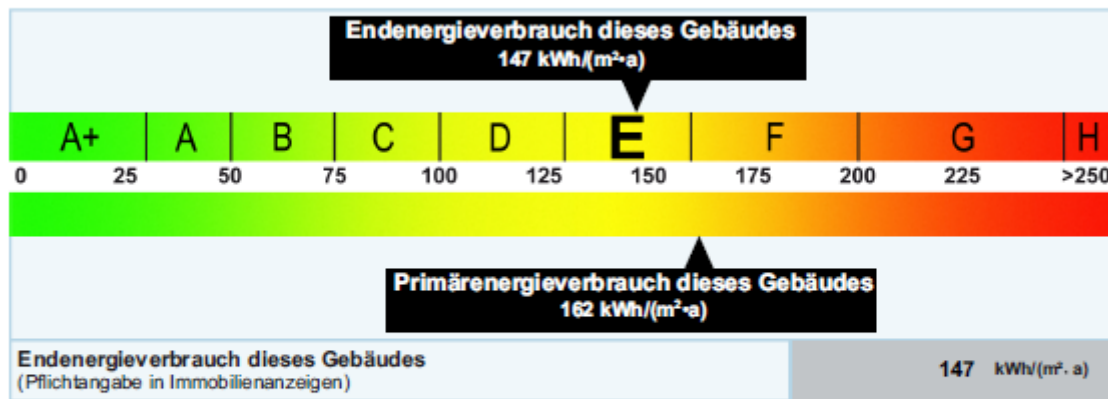 Endenergieverbrauch dieses Gebäudes
147 kWh/(m²•a)
A+ A B C D E F G H
0 25 50 75 100 125 150 175 200 225 >250
Primärenergieverbrauch dieses Gebäudes
162 kWh/(m²•a)
Endenergieverbrauch dieses Gebäudes 147 kWh/(m²· a)
(Pflichtangabe in Immobilienanzeigen)